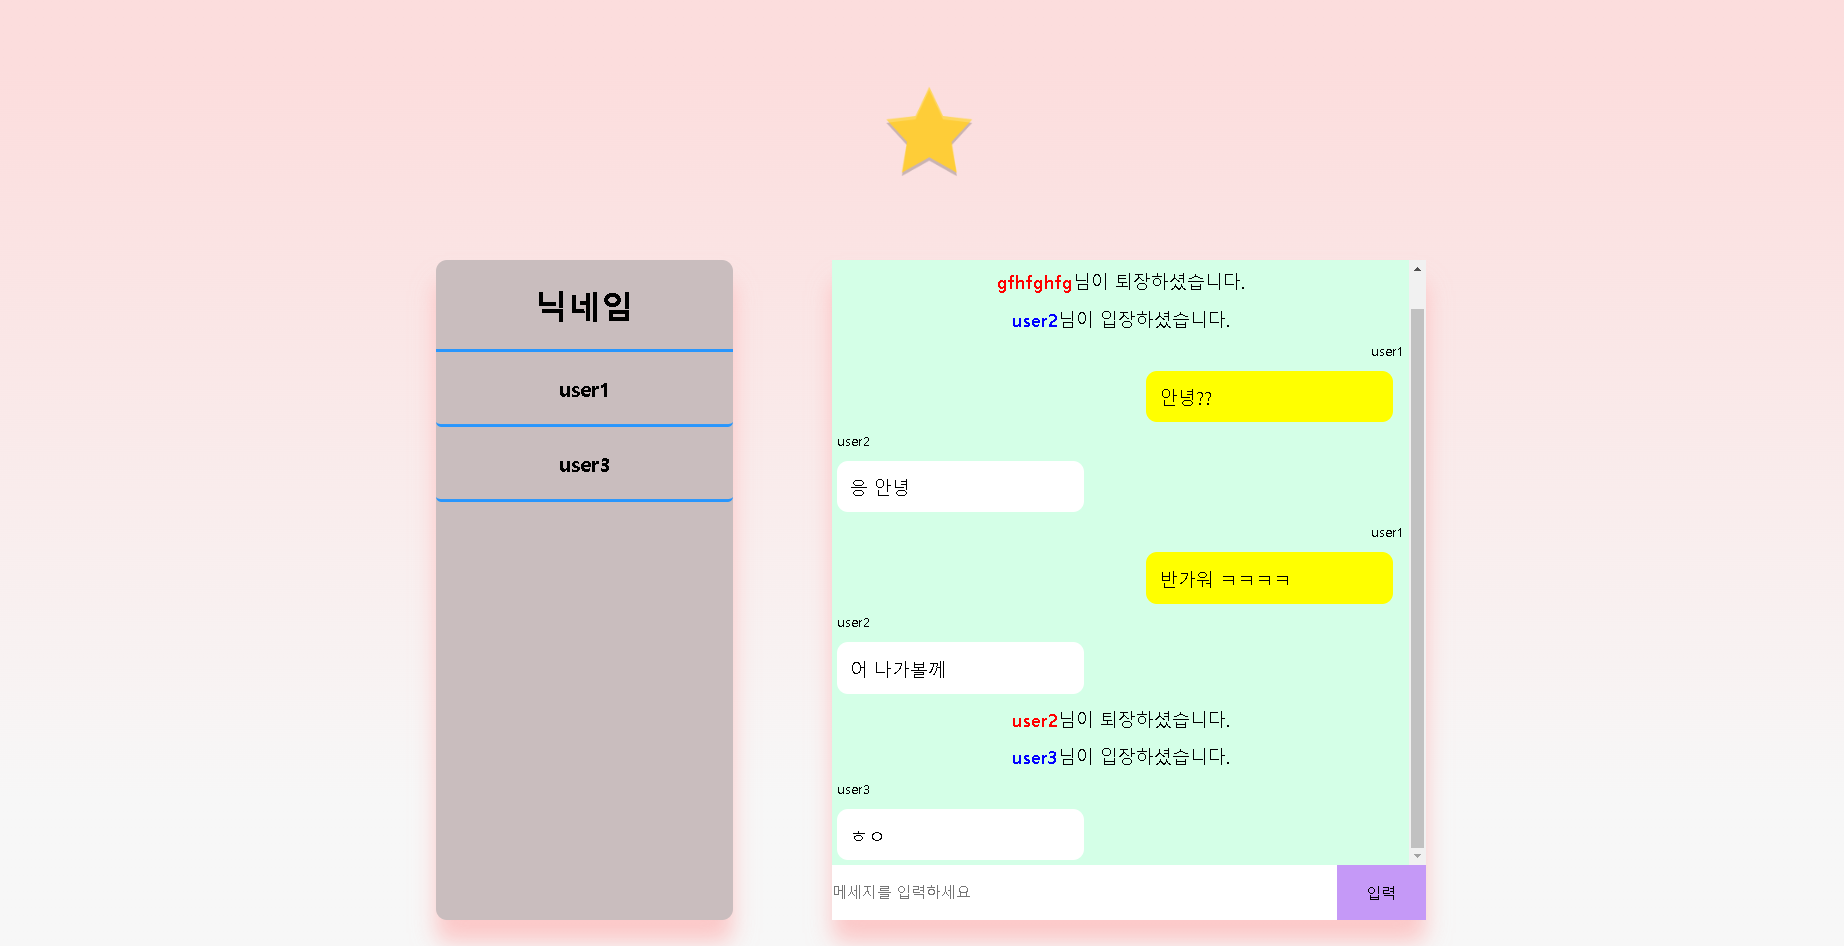 닉네임
user1
user3
gfhfghfg님이 퇴장하셨습니다.
user2님이 입장하셨습니다.
user1
안녕??
user2
응 안녕
user1
반가워 ㅋㅋㅋㅋ
user2
어 나가볼께
user2님이 퇴장하셨습니다.
user3님이 입장하셨습니다.
user3
ㅎㅇ
메세지를 입력하세요
입력